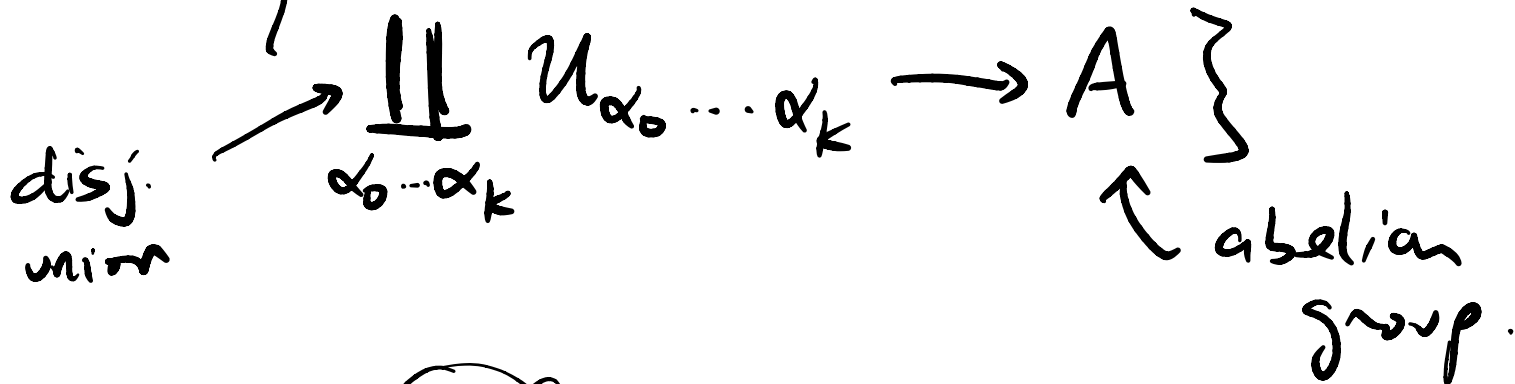 ∐ U_{α₀…α_k} → A }
α₀…α_k
disj.
union
abelian
group.